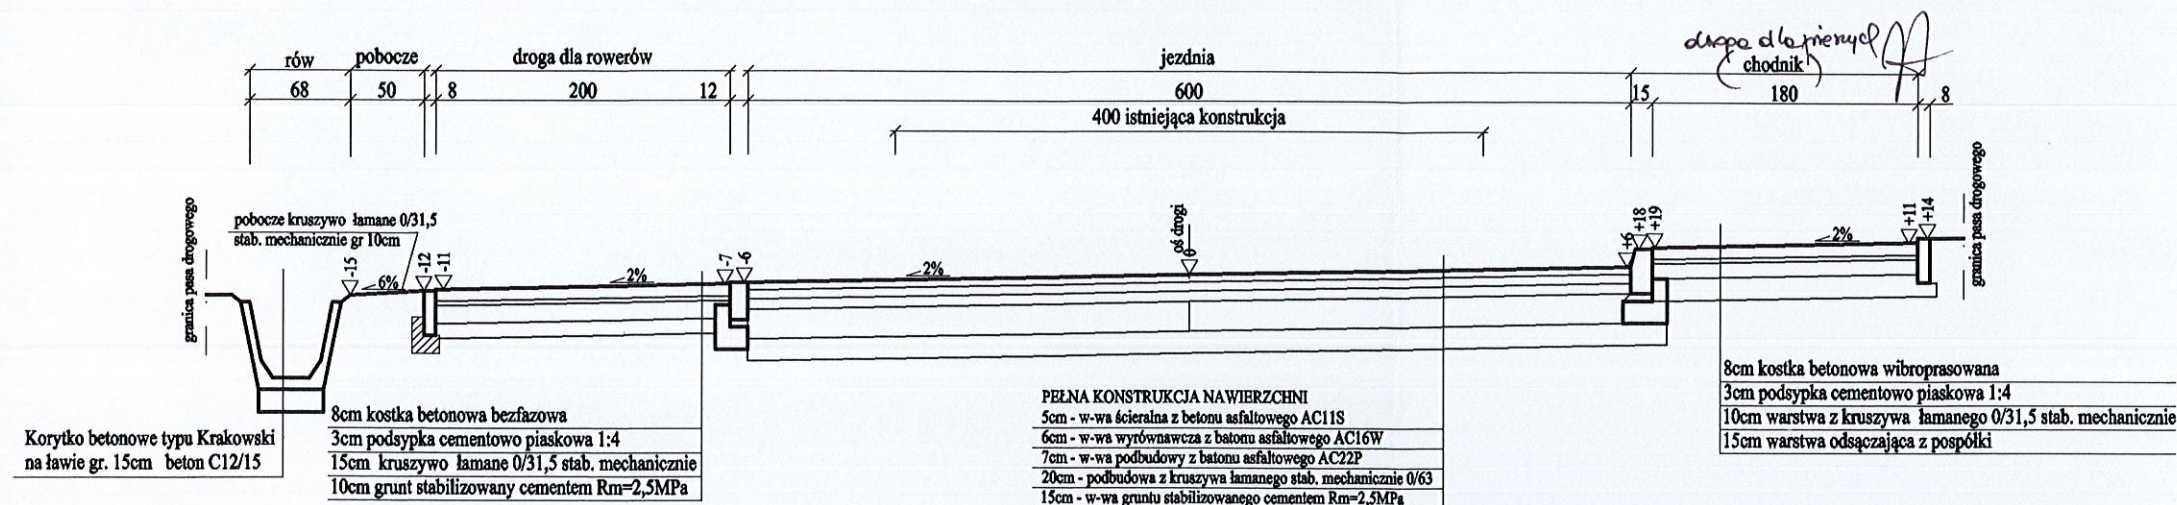 droga dla pieszych
rów pobocze droga dla rowerów jezdnia (chodnik)
68 50 8 200 12 600 15 180 8
400 istniejąca konstrukcja
granica pasa drogowego
pobocze kruszywo łamane 0/31,5
stab. mechanicznie gr 10cm
-15
6%
-12
-11
2%
-7
-6
2%
oś drogi
0
+6
+18
+19
2%
+11
+14
granica pasa drogowego
Korytko betonowe typu Krakowski
na ławie gr. 15cm beton C12/15
8cm kostka betonowa bezfazowa
3cm podsypka cementowo piaskowa 1:4
15cm kruszywo łamane 0/31,5 stab. mechanicznie
10cm grunt stabilizowany cementem Rm=2,5MPa
PEŁNA KONSTRUKCJA NAWIERZCHNI
5cm - w-wa ścieralna z betonu asfaltowego AC11S
6cm - w-wa wyrównawcza z batonu asfaltowego AC16W
7cm - w-wa podbudowy z batonu asfaltowego AC22P
20cm - podbudowa z kruszywa łamanego stab. mechanicznie 0/63
15cm - w-wa gruntu stabilizowanego cementem Rm=2,5MPa
8cm kostka betonowa wibroprasowana
3cm podsypka cementowo piaskowa 1:4
10cm warstwa z kruszywa łamanego 0/31,5 stab. mechanicznie
15cm warstwa odsączająca z pospółki